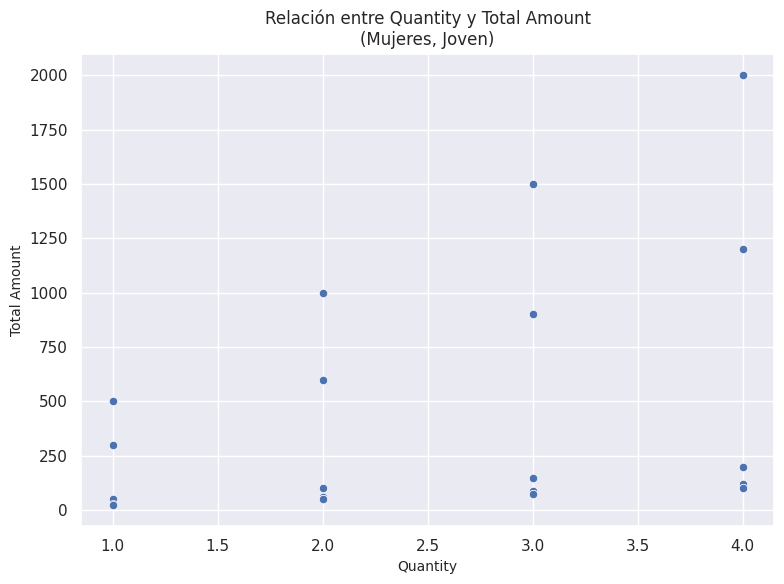 Relación entre Quantity y Total Amount
(Mujeres, Joven)
Total Amount
2000
1750
1500
1250
1000
750
500
250
0
1.0 1.5 2.0 2.5 3.0 3.5 4.0
Quantity